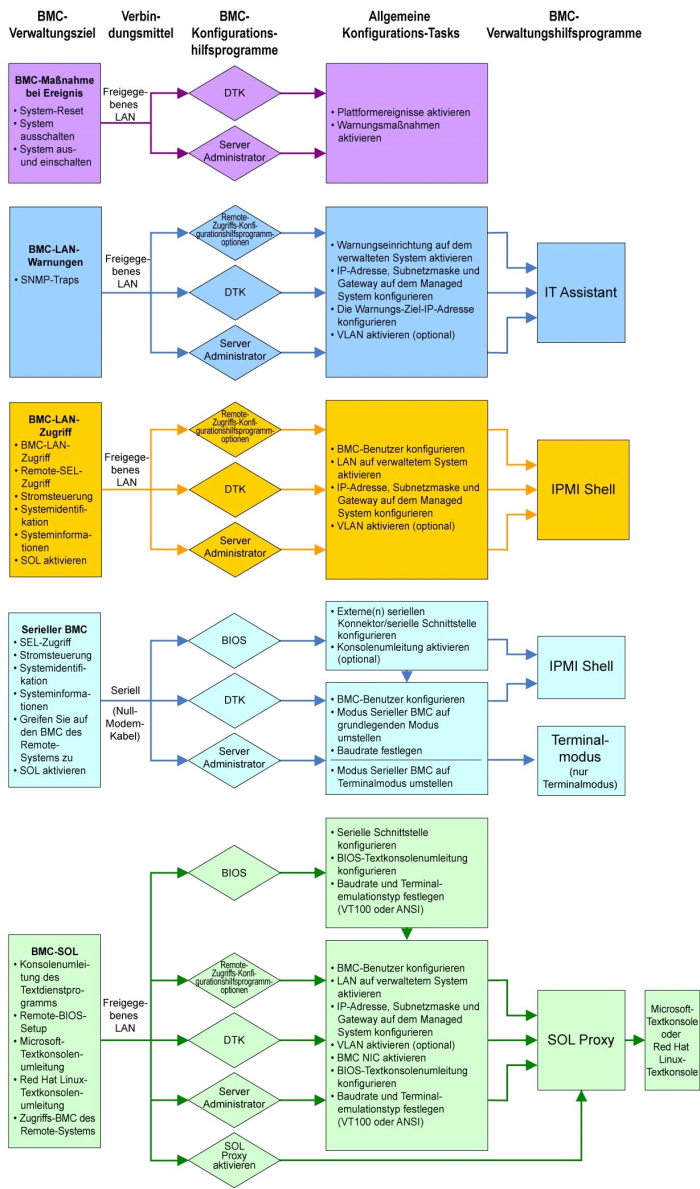 BMC-
Verwaltungsziel
Verbin-
dungsmittel
BMC-
Konfigurations-
hilfsprogramme
Allgemeine
Konfigurations-Tasks
BMC-
Verwaltungshilfsprogramme
BMC-Maßnahme
bei Ereignis
• System-Reset
• System
ausschalten
• System aus-
und einschalten
Freigege-
benes
LAN
DTK
Server
Administrator
• Plattformereignisse aktivieren
• Warnungsmaßnahmen
aktivieren
BMC-LAN-
Warnungen
• SNMP-Traps
Freigege-
benes
LAN
Remote-
Zugriffs-Konfi-
gurationshilfsprogramm-
optionen
DTK
Server
Administrator
• Warnungseinrichtung auf dem
verwalteten System aktivieren
• IP-Adresse, Subnetzmaske und
Gateway auf dem Managed
System konfigurieren
• Die Warnungs-Ziel-IP-Adresse
konfigurieren
• VLAN aktivieren (optional)
IT Assistant
BMC-LAN-
Zugriff
• BMC-LAN-
Zugriff
• Remote-SEL-
Zugriff
• Stromsteuerung
• Systemidentifi-
kation
• Systeminforma-
tionen
• SOL aktivieren
Freigege-
benes
LAN
Remote-
Zugriffs-Konfi-
gurationshilfsprogramm-
optionen
DTK
Server
Administrator
• BMC-Benutzer konfigurieren
• LAN auf verwaltetem System
aktivieren
• IP-Adresse, Subnetzmaske und
Gateway auf dem Managed
System konfigurieren
• VLAN aktivieren (optional)
IPMI Shell
Serieller BMC
• SEL-Zugriff
• Stromsteuerung
• Systemidentifi-
kation
• Systeminforma-
tionen
• Greifen Sie auf
den BMC des
Remote-
Systems zu
• SOL aktivieren
Seriell
(Null-
Modem-
Kabel)
BIOS
DTK
Server
Administrator
• Externe(n) seriellen
Konnektor/serielle Schnittstelle
konfigurieren
• Konsolenumleitung aktivieren
(optional)
• BMC-Benutzer konfigurieren
• Modus Serieller BMC auf
grundlegenden Modus
umstellen
• Baudrate festlegen
• Modus Serieller BMC auf
Terminalmodus umstellen
IPMI Shell
Terminal-
modus
(nur
Terminalmodus)
BMC-SOL
• Konsolenumlei-
tung des
Textdienstpro-
gramms
• Remote-BIOS-
Setup
• Microsoft-
Textkonsolen-
umleitung
• Red Hat Linux-
Textkonsolen-
umleitung
• Zugriffs-BMC des
Remote-Systems
Freigege-
benes
LAN
BIOS
Remote-
Zugriffs-Konfi-
gurationshilfsprogramm-
optionen
DTK
Server
Administrator
SOL
Proxy
aktivieren
• Serielle Schnittstelle
konfigurieren
• BIOS-Textkonsolenumleitung
konfigurieren
• Baudrate und Terminal-
emulationstyp festlegen
(VT100 oder ANSI)
• BMC-Benutzer konfigurieren
• LAN auf verwaltetem System
aktivieren
• IP-Adresse, Subnetzmaske und
Gateway auf dem Managed
System konfigurieren
• VLAN aktivieren (optional)
• BMC NIC aktivieren
• BIOS-Textkonsolenumleitung
konfigurieren
• Baudrate und Terminal-
emulationstyp festlegen
(VT100 oder ANSI)
SOL Proxy
Microsoft-
Textkonsole
oder
Red Hat
Linux-
Textkonsole